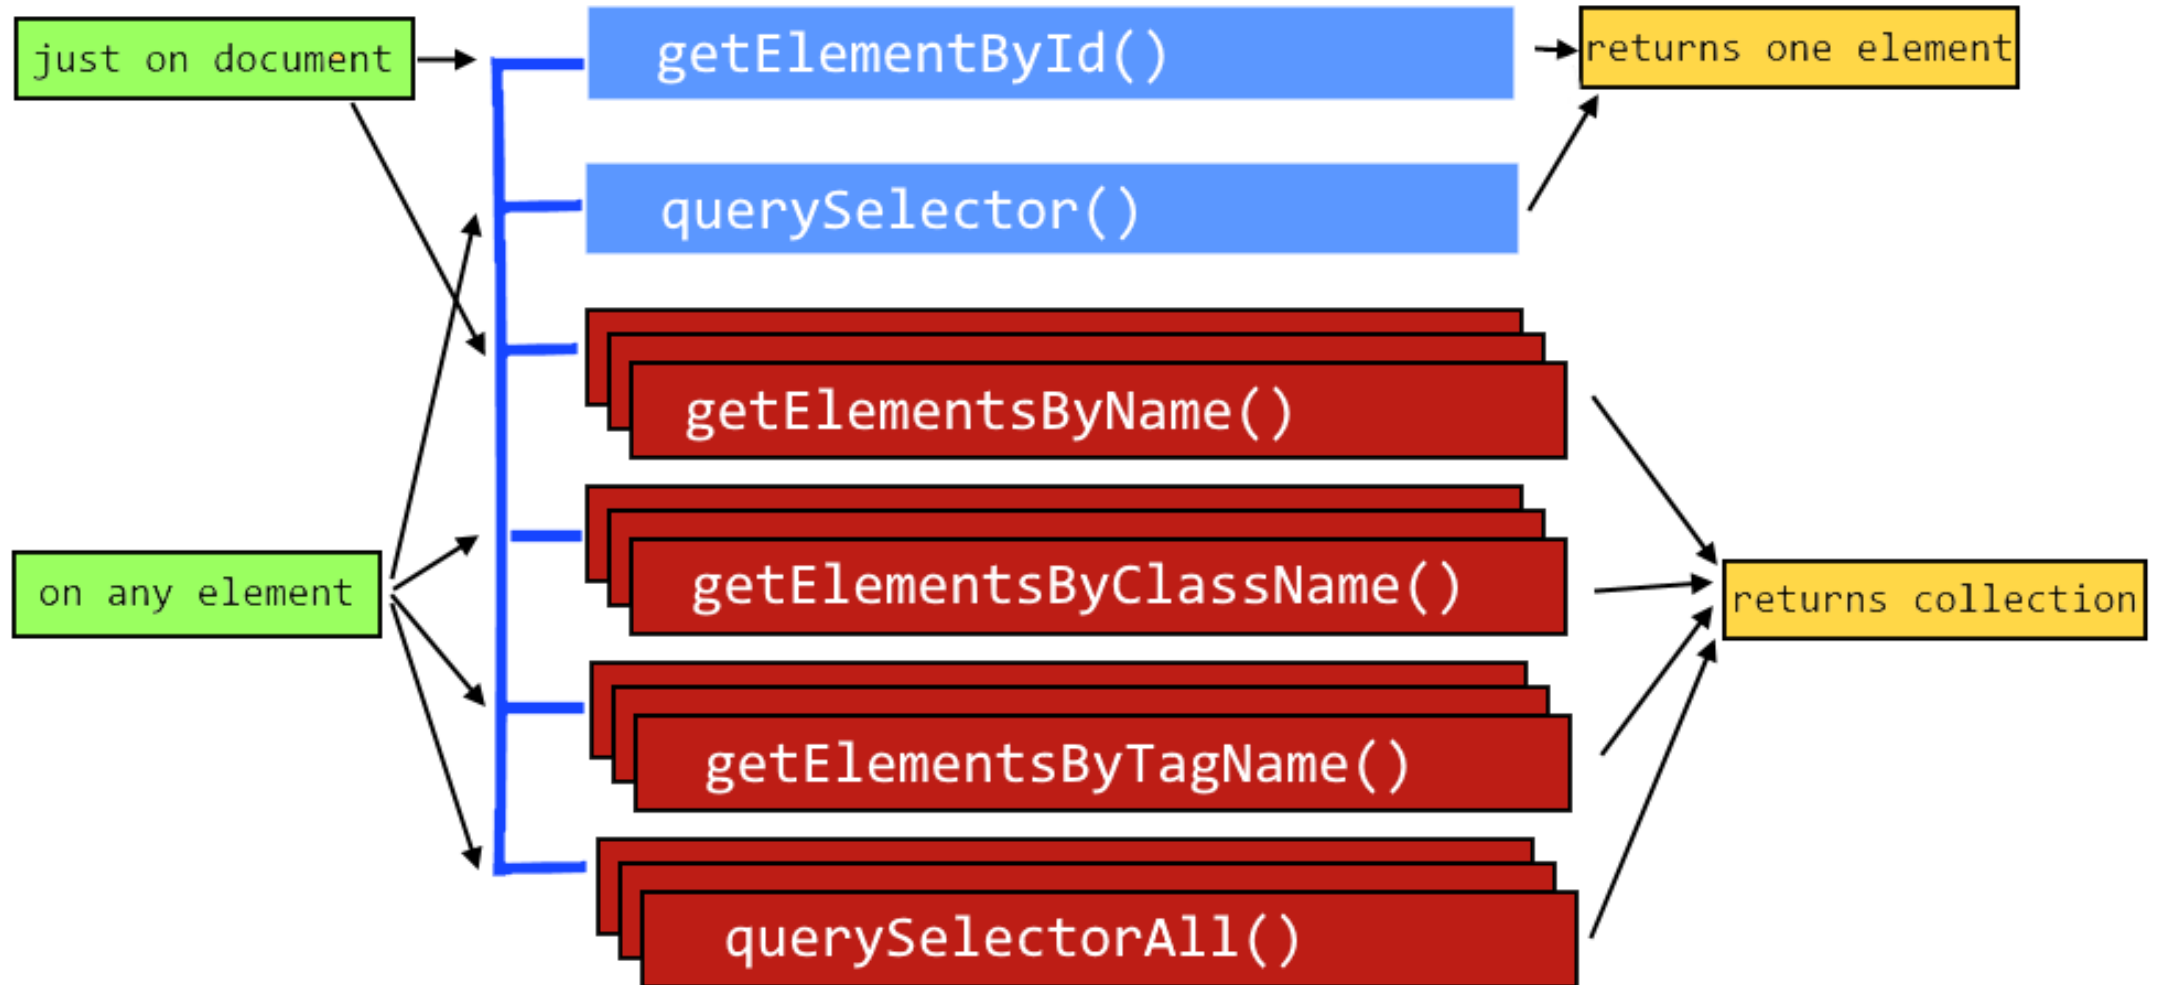 just on document
getElementById()
returns one element
querySelector()
getElementsByName()
on any element
getElementsByClassName()
returns collection
getElementsByTagName()
querySelectorAll()